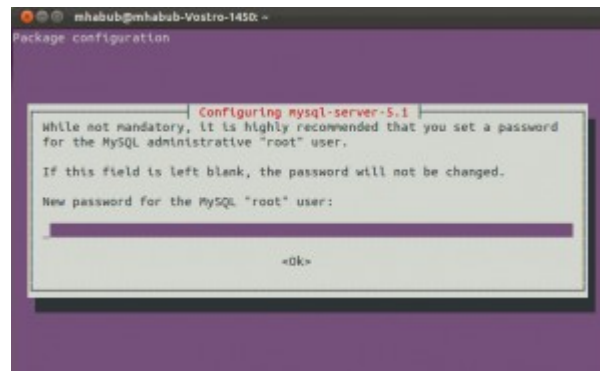 mhabub@mhabub-Vostro-1450: ~
Package configuration
Configuring mysql-server-5.1
While not mandatory, it is highly recommended that you set a password
for the MySQL administrative "root" user.
If this field is left blank, the password will not be changed.
New password for the MySQL "root" user:
<Ok>